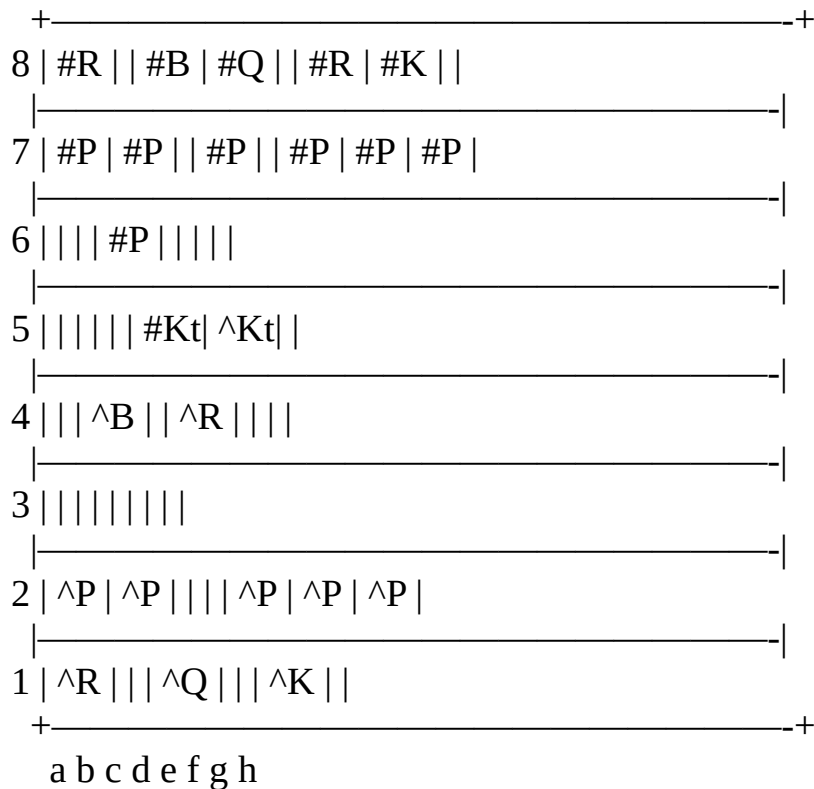 +———————————————————-+
8 | #R | | #B | #Q | | #R | #K | |
|———————————————————-|
7 | #P | #P | | #P | | #P | #P | #P |
|———————————————————-|
6 | | | | #P | | | | |
|———————————————————-|
5 | | | | | | #Kt| ^Kt| |
|———————————————————-|
4 | | | ^B | | ^R | | | |
|———————————————————-|
3 | | | | | | | | |
|———————————————————-|
2 | ^P | ^P | | | | ^P | ^P | ^P |
|———————————————————-|
1 | ^R | | | ^Q | | | ^K | |
+———————————————————-+
a b c d e f g h